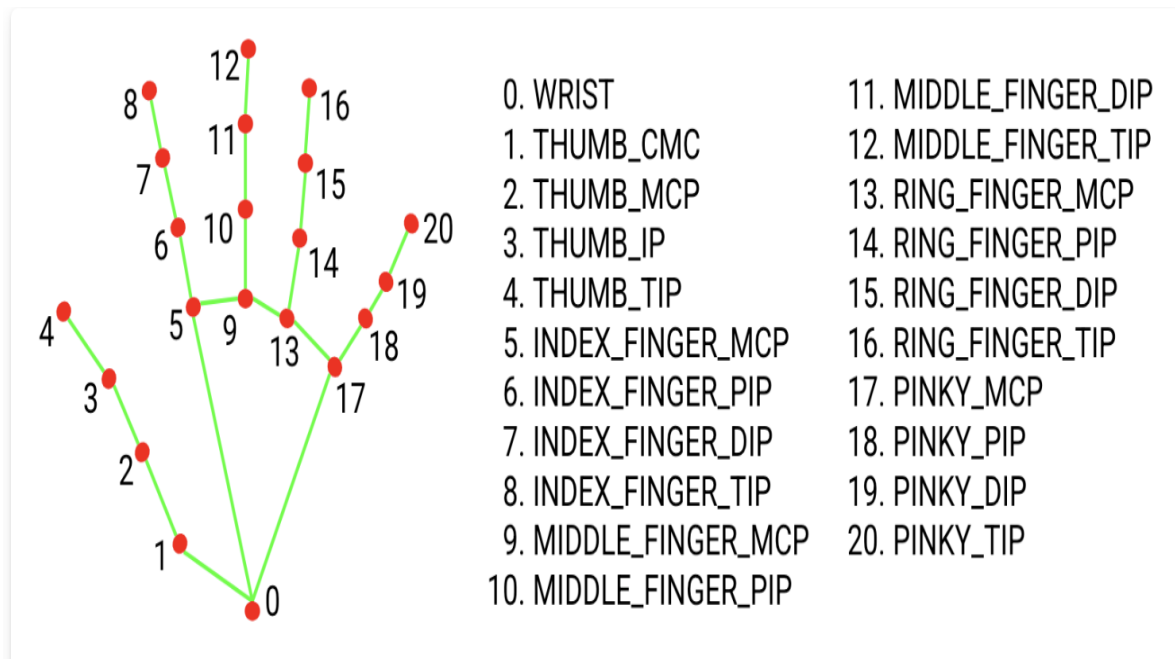 12
8
16
11
7
15
10
20
6
14
19
4
5
9
18
13
3
17
2
1
0
0. WRIST
1. THUMB_CMC
2. THUMB_MCP
3. THUMB_IP
4. THUMB_TIP
5. INDEX_FINGER_MCP
6. INDEX_FINGER_PIP
7. INDEX_FINGER_DIP
8. INDEX_FINGER_TIP
9. MIDDLE_FINGER_MCP
10. MIDDLE_FINGER_PIP
11. MIDDLE_FINGER_DIP
12. MIDDLE_FINGER_TIP
13. RING_FINGER_MCP
14. RING_FINGER_PIP
15. RING_FINGER_DIP
16. RING_FINGER_TIP
17. PINKY_MCP
18. PINKY_PIP
19. PINKY_DIP
20. PINKY_TIP